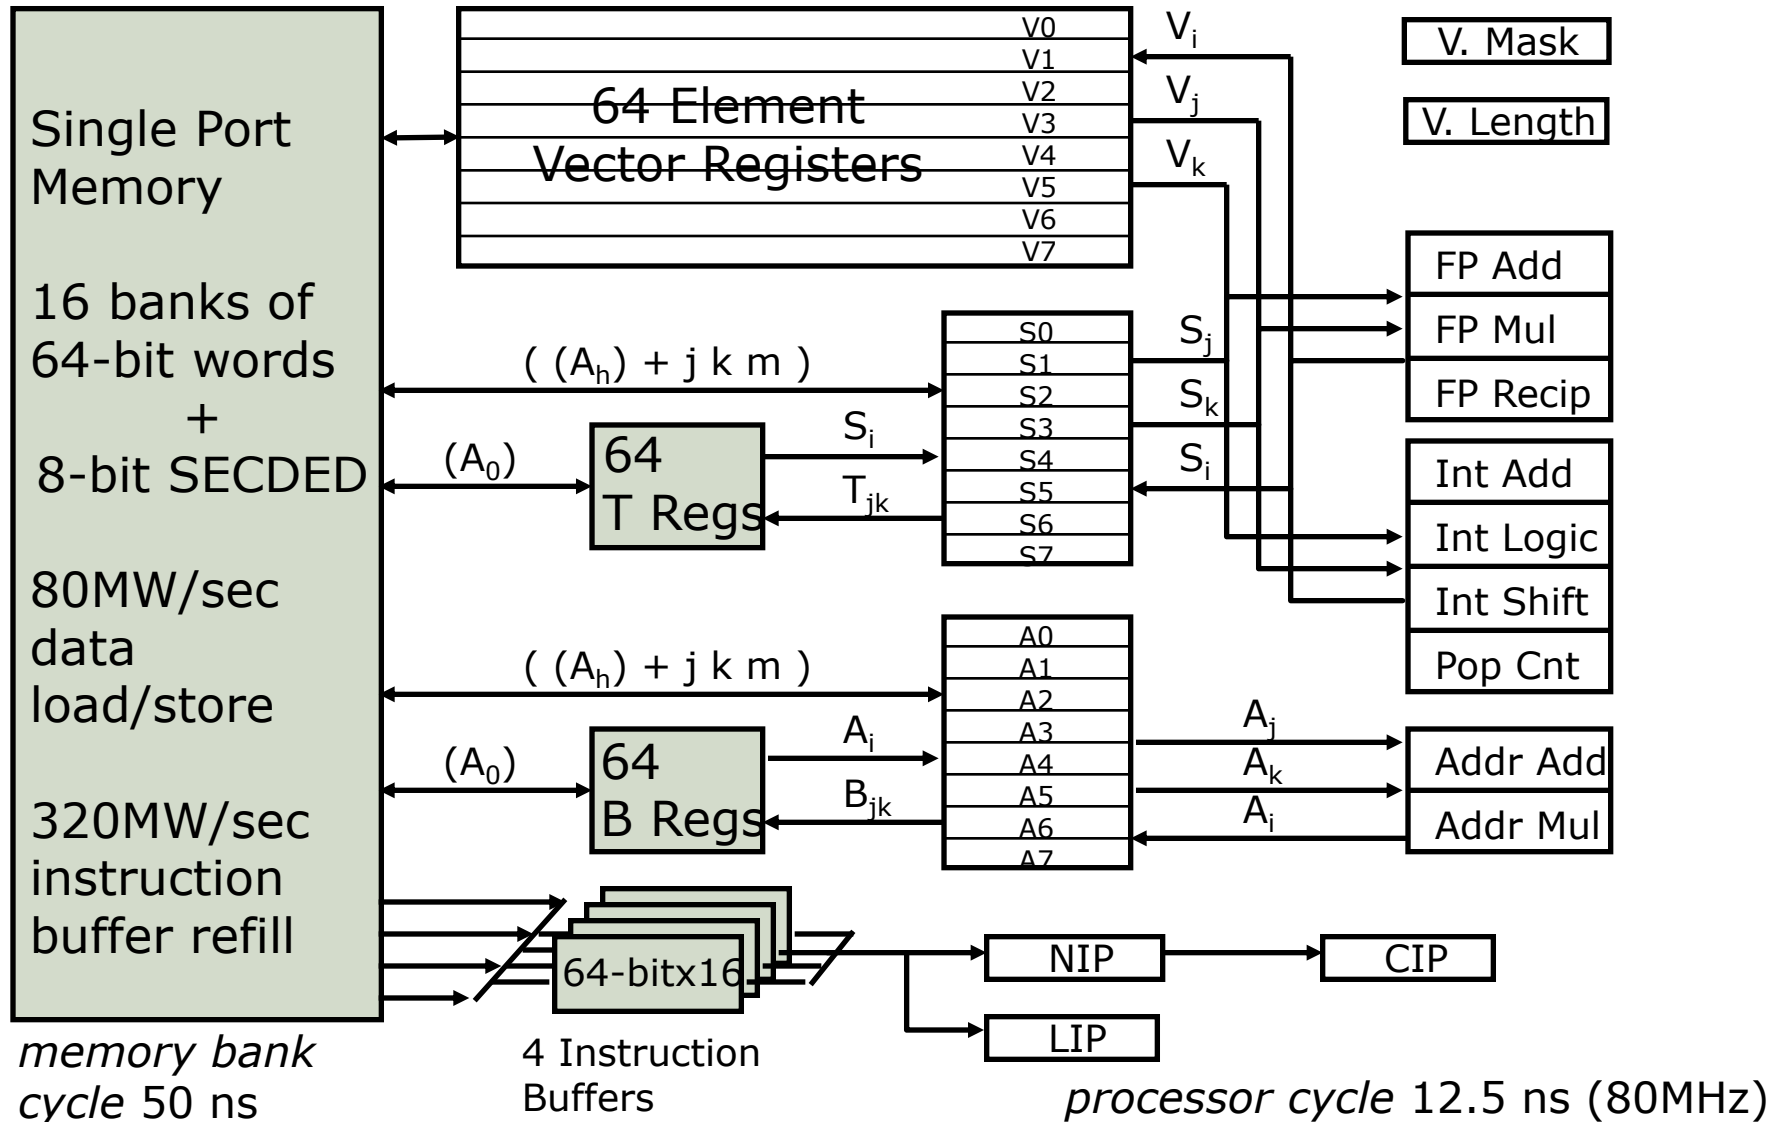 Single Port
Memory
16 banks of
64-bit words
+
8-bit SECDED
80MW/sec
data
load/store
320MW/sec
instruction
buffer refill
memory bank
cycle 50 ns
64 Element
Vector Registers
V0
V1
V2
V3
V4
V5
V6
V7
Vi
Vj
Vk
V. Mask
V. Length
( (Ah) + j k m )
(A0)
64
T Regs
Si
Tjk
S0
S1
S2
S3
S4
S5
S6
S7
Sj
Sk
Si
FP Add
FP Mul
FP Recip
Int Add
Int Logic
Int Shift
Pop Cnt
( (Ah) + j k m )
(A0)
64
B Regs
Ai
Bjk
A0
A1
A2
A3
A4
A5
A6
A7
Aj
Ak
Ai
Addr Add
Addr Mul
64-bitx16
4 Instruction
Buffers
NIP
CIP
LIP
processor cycle 12.5 ns (80MHz)